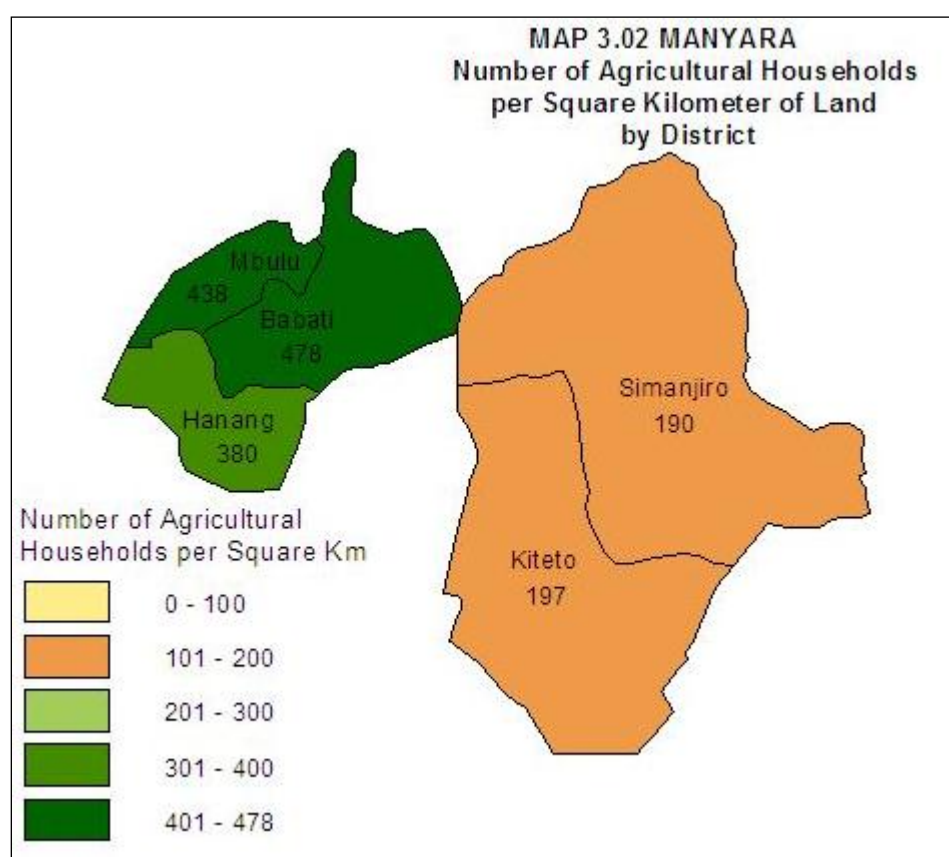 MAP 3.02 MANYARA
Number of Agricultural Households
per Square Kilometer of Land
by District
Mbulu
438
Babati
478
Hanang
380
Simanjiro
190
Kiteto
197
Number of Agricultural
Households per Square Km
0 - 100
101 - 200
201 - 300
301 - 400
401 - 478